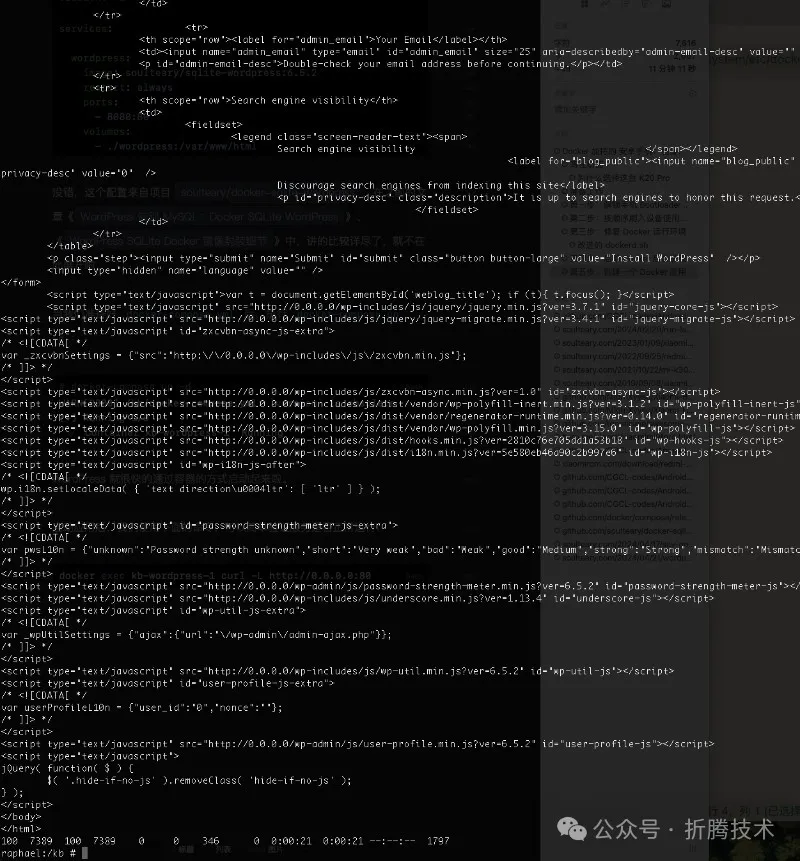 </td>
</tr>
<tr>
<th scope="row"><label for="admin_email">Your Email</label></th>
<td><input name="admin_email" type="email" id="admin_email" size="25" aria-describedby="admin-email-desc" value=""
<p id="admin-email-desc">Double-check your email address before continuing.</p></td>
</tr>
<tr>
<th scope="row">Search engine visibility</th>
<td>
<fieldset>
<legend class="screen-reader-text"><span>
Search engine visibility
</span></legend>
<label for="blog_public"><input name="blog_public"
privacy-desc" value="0"  />
Discourage search engines from indexing this site</label>
<p id="privacy-desc" class="description">It is up to search engines to honor this request.<
</fieldset>
</td>
</tr>
</table>
<p class="step"><input type="submit" name="Submit" id="submit" class="button button-large" value="Install WordPress"  /></p>
<input type="hidden" name="language" value="" />
</form>
<script type="text/javascript">var t = document.getElementById('weblog_title'); if (t){ t.focus(); }</script>
<script type="text/javascript" src="http://0.0.0.0/wp-includes/js/jquery/jquery.min.js?ver=3.7.1" id="jquery-core-js"></script>
<script type="text/javascript" src="http://0.0.0.0/wp-includes/js/jquery/jquery-migrate.min.js?ver=3.4.1" id="jquery-migrate-js"></script>
<script type="text/javascript" id="zxcvbn-async-js-extra">
/* <![CDATA[ */
var _zxcvbnSettings = {"src":"http:\/\/0.0.0.0\/wp-includes\/js\/zxcvbn.min.js"};
/* ]]> */
</script>
<script type="text/javascript" src="http://0.0.0.0/wp-includes/js/zxcvbn-async.min.js?ver=1.0" id="zxcvbn-async-js"></script>
<script type="text/javascript" src="http://0.0.0.0/wp-includes/js/dist/vendor/wp-polyfill-inert.min.js?ver=3.1.2" id="wp-polyfill-inert-js"
<script type="text/javascript" src="http://0.0.0.0/wp-includes/js/dist/vendor/regenerator-runtime.min.js?ver=0.14.0" id="regenerator-runtime
<script type="text/javascript" src="http://0.0.0.0/wp-includes/js/dist/vendor/wp-polyfill.min.js?ver=3.15.0" id="wp-polyfill-js"></script>
<script type="text/javascript" src="http://0.0.0.0/wp-includes/js/dist/hooks.min.js?ver=2810c76e705dd1a53b18" id="wp-hooks-js"></script>
<script type="text/javascript" src="http://0.0.0.0/wp-includes/js/dist/i18n.min.js?ver=5e580eb46a90c2b997e6" id="wp-i18n-js"></script>
<script type="text/javascript" id="wp-i18n-js-after">
/* <![CDATA[ */
wp.i18n.setLocaleData( { 'text direction\u0004ltr': [ 'ltr' ] } );
/* ]]> */
</script>
<script type="text/javascript" id="password-strength-meter-js-extra">
/* <![CDATA[ */
var pwsL10n = {"unknown":"Password strength unknown","short":"Very weak","bad":"Weak","good":"Medium","strong":"Strong","mismatch":"Mismatc
/* ]]> */
</script>
<script type="text/javascript" src="http://0.0.0.0/wp-admin/js/password-strength-meter.min.js?ver=6.5.2" id="password-strength-meter-js"></
<script type="text/javascript" src="http://0.0.0.0/wp-includes/js/underscore.min.js?ver=1.13.4" id="underscore-js"></script>
<script type="text/javascript" id="wp-util-js-extra">
/* <![CDATA[ */
var _wpUtilSettings = {"ajax":{"url":"\/wp-admin\/admin-ajax.php"}};
/* ]]> */
</script>
<script type="text/javascript" src="http://0.0.0.0/wp-includes/js/wp-util.min.js?ver=6.5.2" id="wp-util-js"></script>
<script type="text/javascript" id="user-profile-js-extra">
/* <![CDATA[ */
var userProfileL10n = {"user_id":"0","nonce":""};
/* ]]> */
</script>
<script type="text/javascript" src="http://0.0.0.0/wp-admin/js/user-profile.min.js?ver=6.5.2" id="user-profile-js"></script>
<script type="text/javascript">
jQuery( function( $ ) {
$( '.hide-if-no-js' ).removeClass( 'hide-if-no-js' );
} );
</script>
</body>
</html>
100  7389  100  7389    0     0    346      0  0:00:21  0:00:21 --:--:--  1797
raphael:/kb #
公众号 · 折腾技术